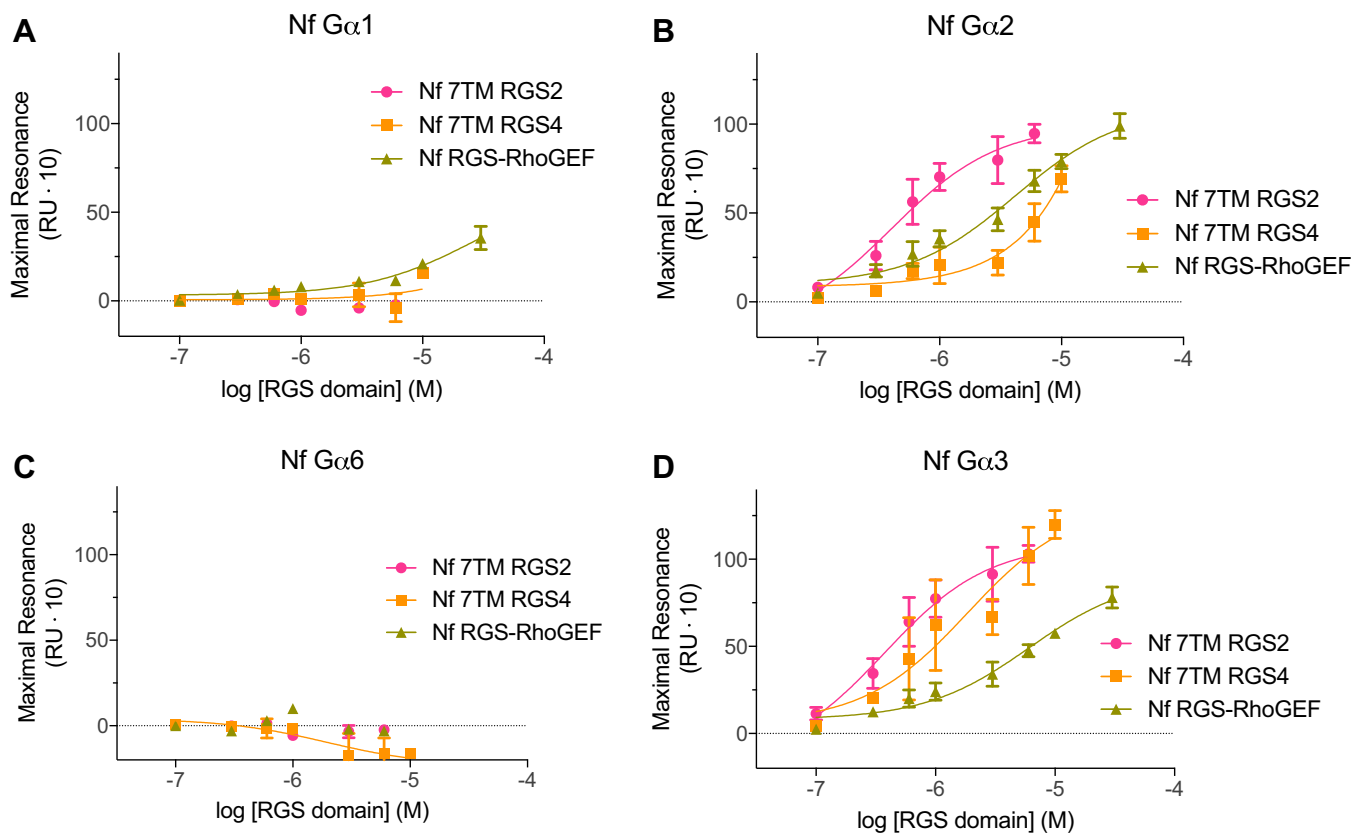 A
Nf Gα1
Maximal Resonance
(RU · 10)
100
50
0
-7
-6
-5
-4
log [RGS domain] (M)
Nf 7TM RGS2
Nf 7TM RGS4
Nf RGS-RhoGEF
B
Nf Gα2
Maximal Resonance
(RU · 10)
100
50
0
-7
-6
-5
-4
log [RGS domain] (M)
Nf 7TM RGS2
Nf 7TM RGS4
Nf RGS-RhoGEF
C
Nf Gα6
Maximal Resonance
(RU · 10)
100
50
0
-7
-6
-5
-4
log [RGS domain] (M)
Nf 7TM RGS2
Nf 7TM RGS4
Nf RGS-RhoGEF
D
Nf Gα3
Maximal Resonance
(RU · 10)
100
50
0
-7
-6
-5
-4
log [RGS domain] (M)
Nf 7TM RGS2
Nf 7TM RGS4
Nf RGS-RhoGEF